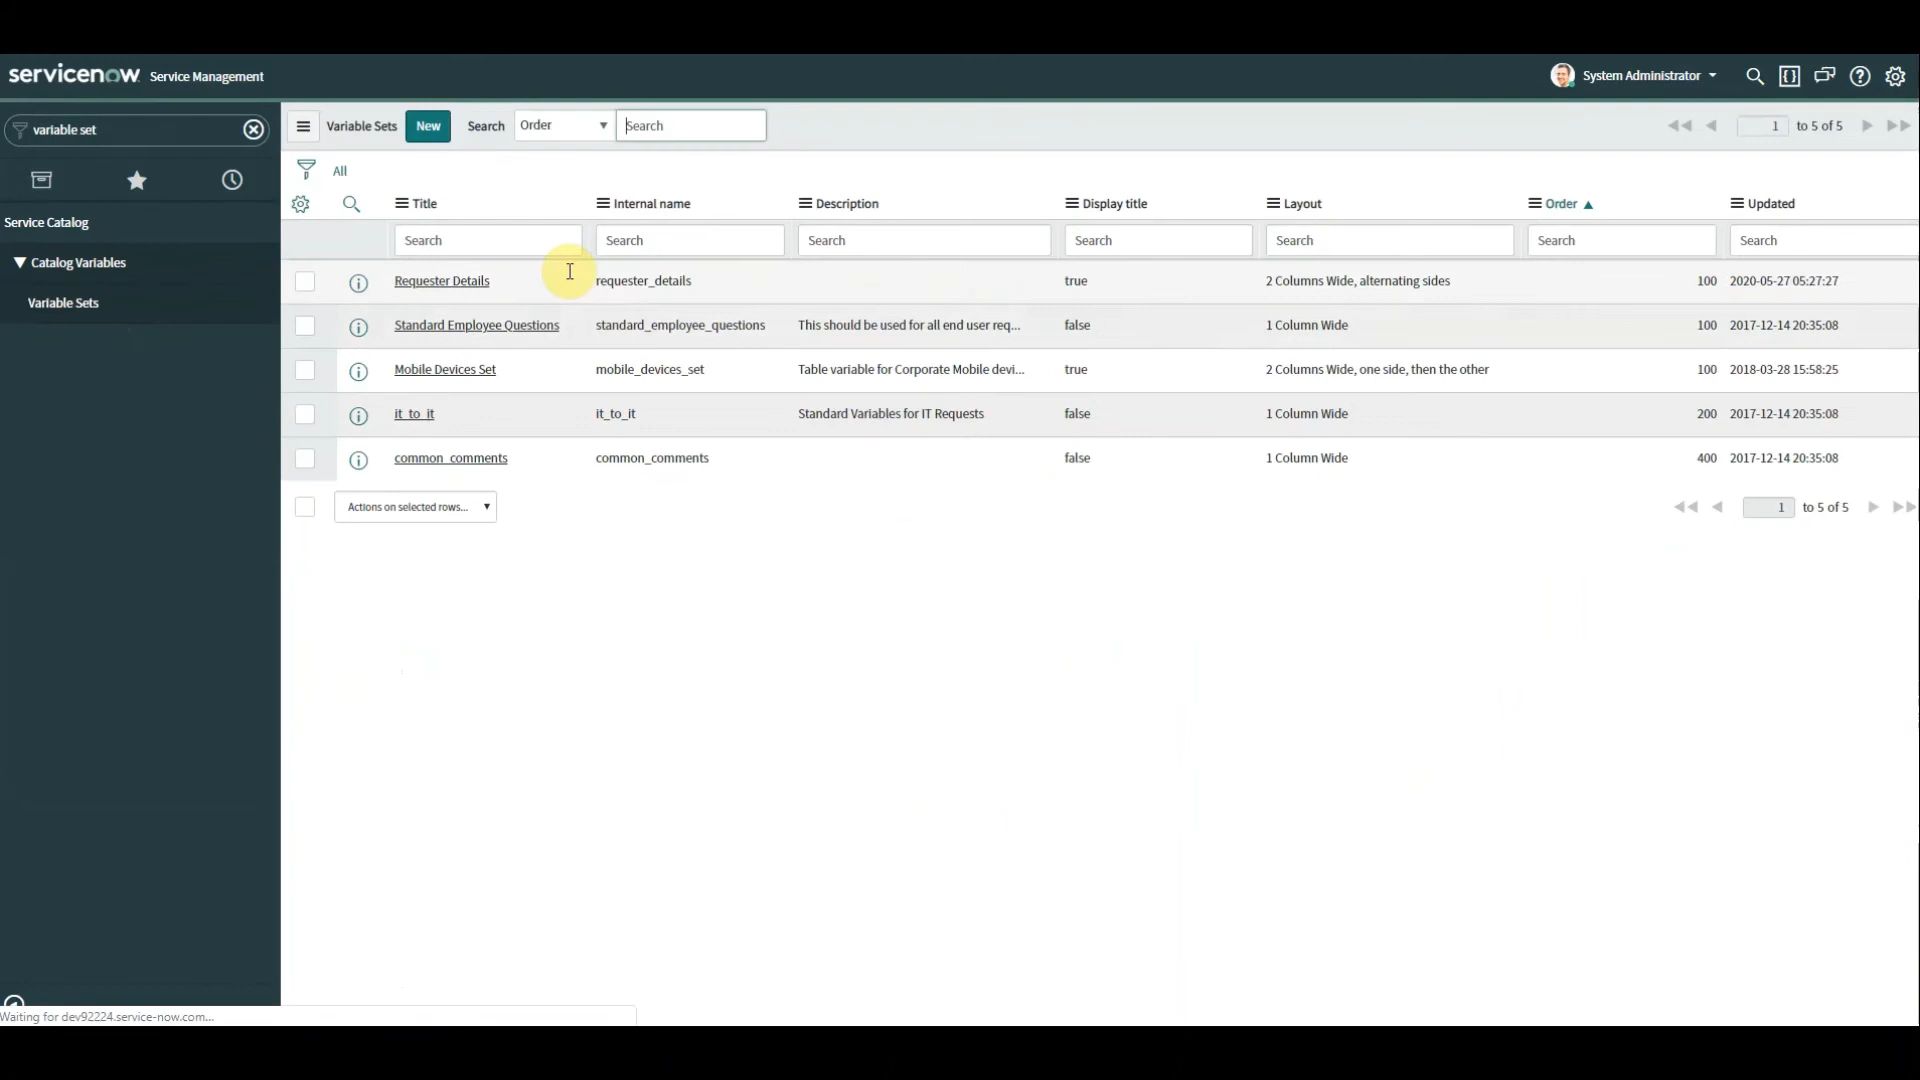 servicenow Service Management System Administrator
variable set
Variable Sets New Search Order Search 1 to 5 of 5
All
Title Internal name Description Display title Layout Order Updated
Search Search Search Search Search Search Search
Service Catalog
Catalog Variables
Variable Sets
Requester Details requester_details true 2 Columns Wide, alternating sides 100 2020-05-27 05:27:27
Standard Employee Questions standard_employee_questions This should be used for all end user req... false 1 Column Wide 100 2017-12-14 20:35:08
Mobile Devices Set mobile_devices_set Table variable for Corporate Mobile devi... true 2 Columns Wide, one side, then the other 100 2018-03-28 15:58:25
it_to_it it_to_it Standard Variables for IT Requests false 1 Column Wide 200 2017-12-14 20:35:08
common_comments common_comments false 1 Column Wide 400 2017-12-14 20:35:08
Actions on selected rows... 1 to 5 of 5
Waiting for dev92224.service-now.com...